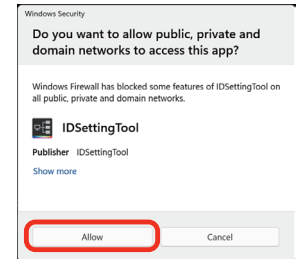 Windows Security
Do you want to allow
public, private and
domain networks to
access this app?
Windows Firewall has blocked some features of IDSettingTool on
all public, private and domain networks.
IDSettingTool
Publisher IDSettingTool
Show more
Allow
Cancel